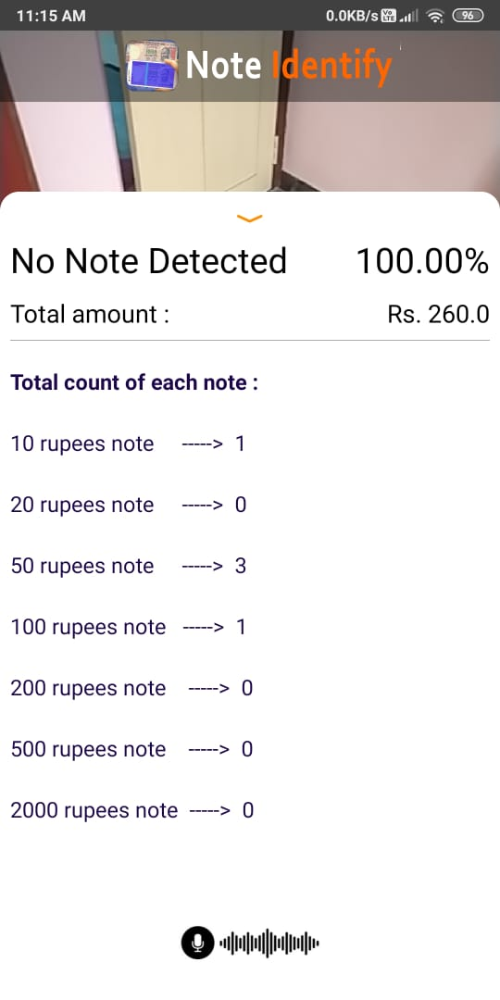 11:15 AM 0.0KB/s Vo LTE 96
Note Identify
No Note Detected 100.00%
Total amount : Rs. 260.0
Total count of each note :
10 rupees note -----> 1
20 rupees note -----> 0
50 rupees note -----> 3
100 rupees note -----> 1
200 rupees note -----> 0
500 rupees note -----> 0
2000 rupees note -----> 0